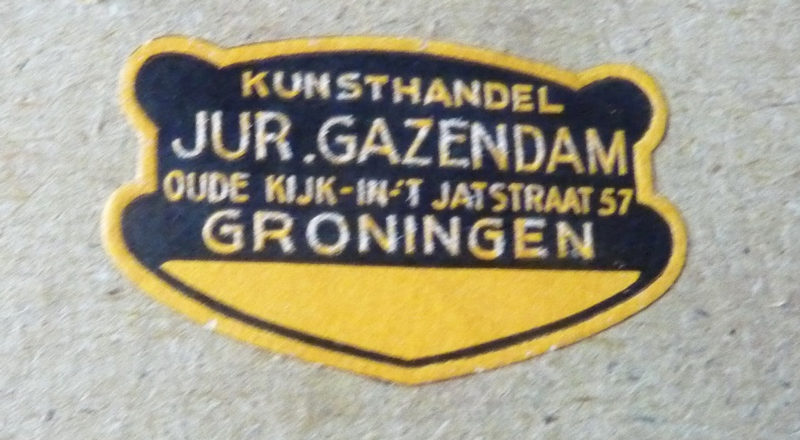 KUNSTHANDEL
JUR. GAZENDAM
OUDE KIJK-IN-'T JATSTRAAT 57
GRONINGEN